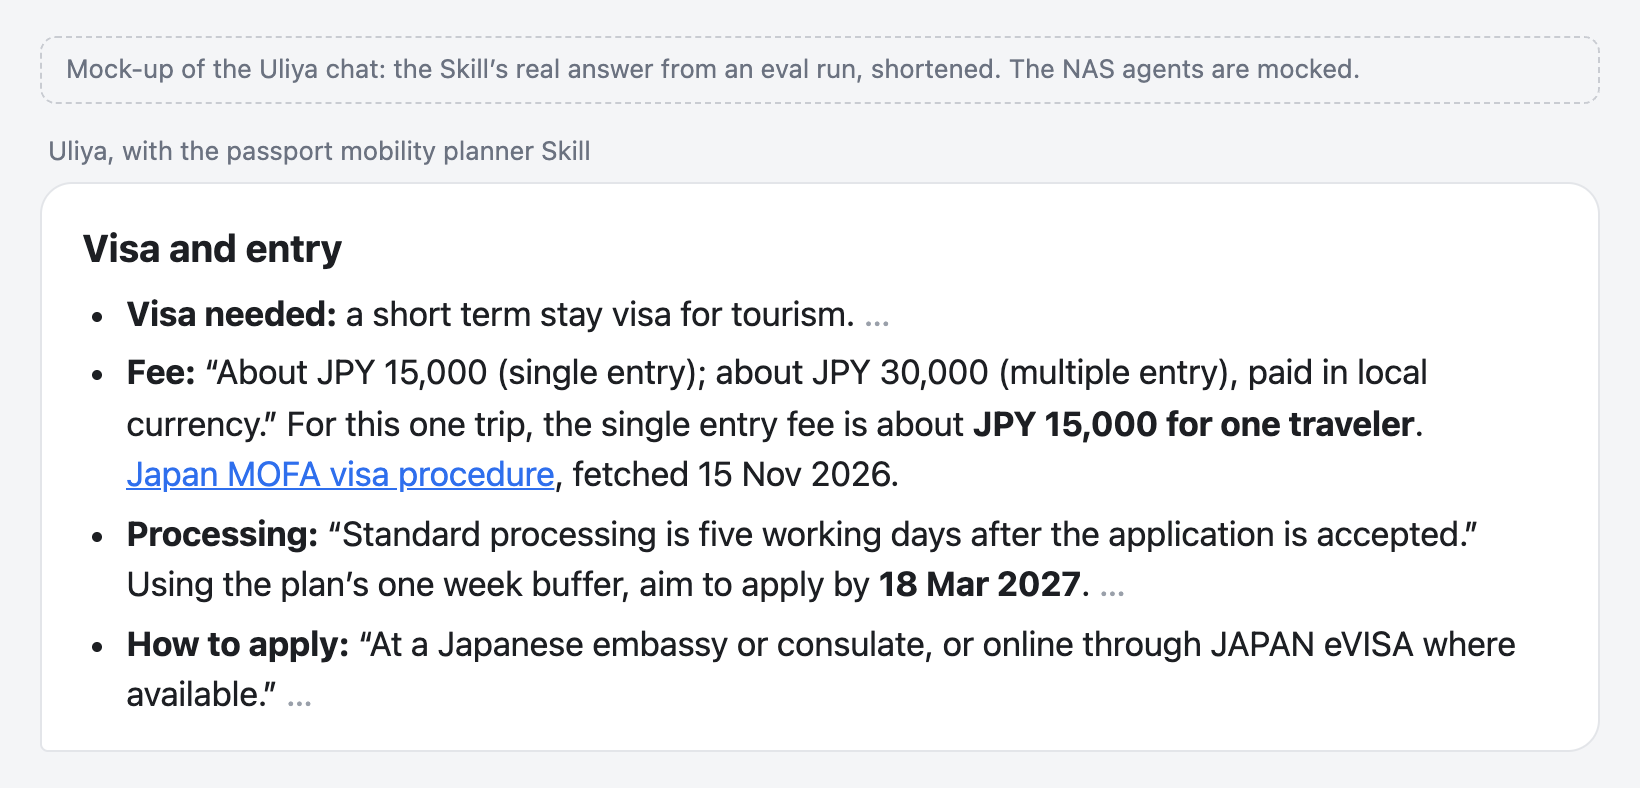 Mock-up of the Uliya chat: the Skill’s real answer from an eval run, shortened. The NAS agents are mocked.
Uliya, with the passport mobility planner Skill
Visa and entry
• Visa needed: a short term stay visa for tourism. ...
• Fee: “About JPY 15,000 (single entry); about JPY 30,000 (multiple entry), paid in local
currency.” For this one trip, the single entry fee is about JPY 15,000 for one traveler.
Japan MOFA visa procedure, fetched 15 Nov 2026.
• Processing: “Standard processing is five working days after the application is accepted.”
Using the plan’s one week buffer, aim to apply by 18 Mar 2027. ...
• How to apply: “At a Japanese embassy or consulate, or online through JAPAN eVISA where
available.” ...